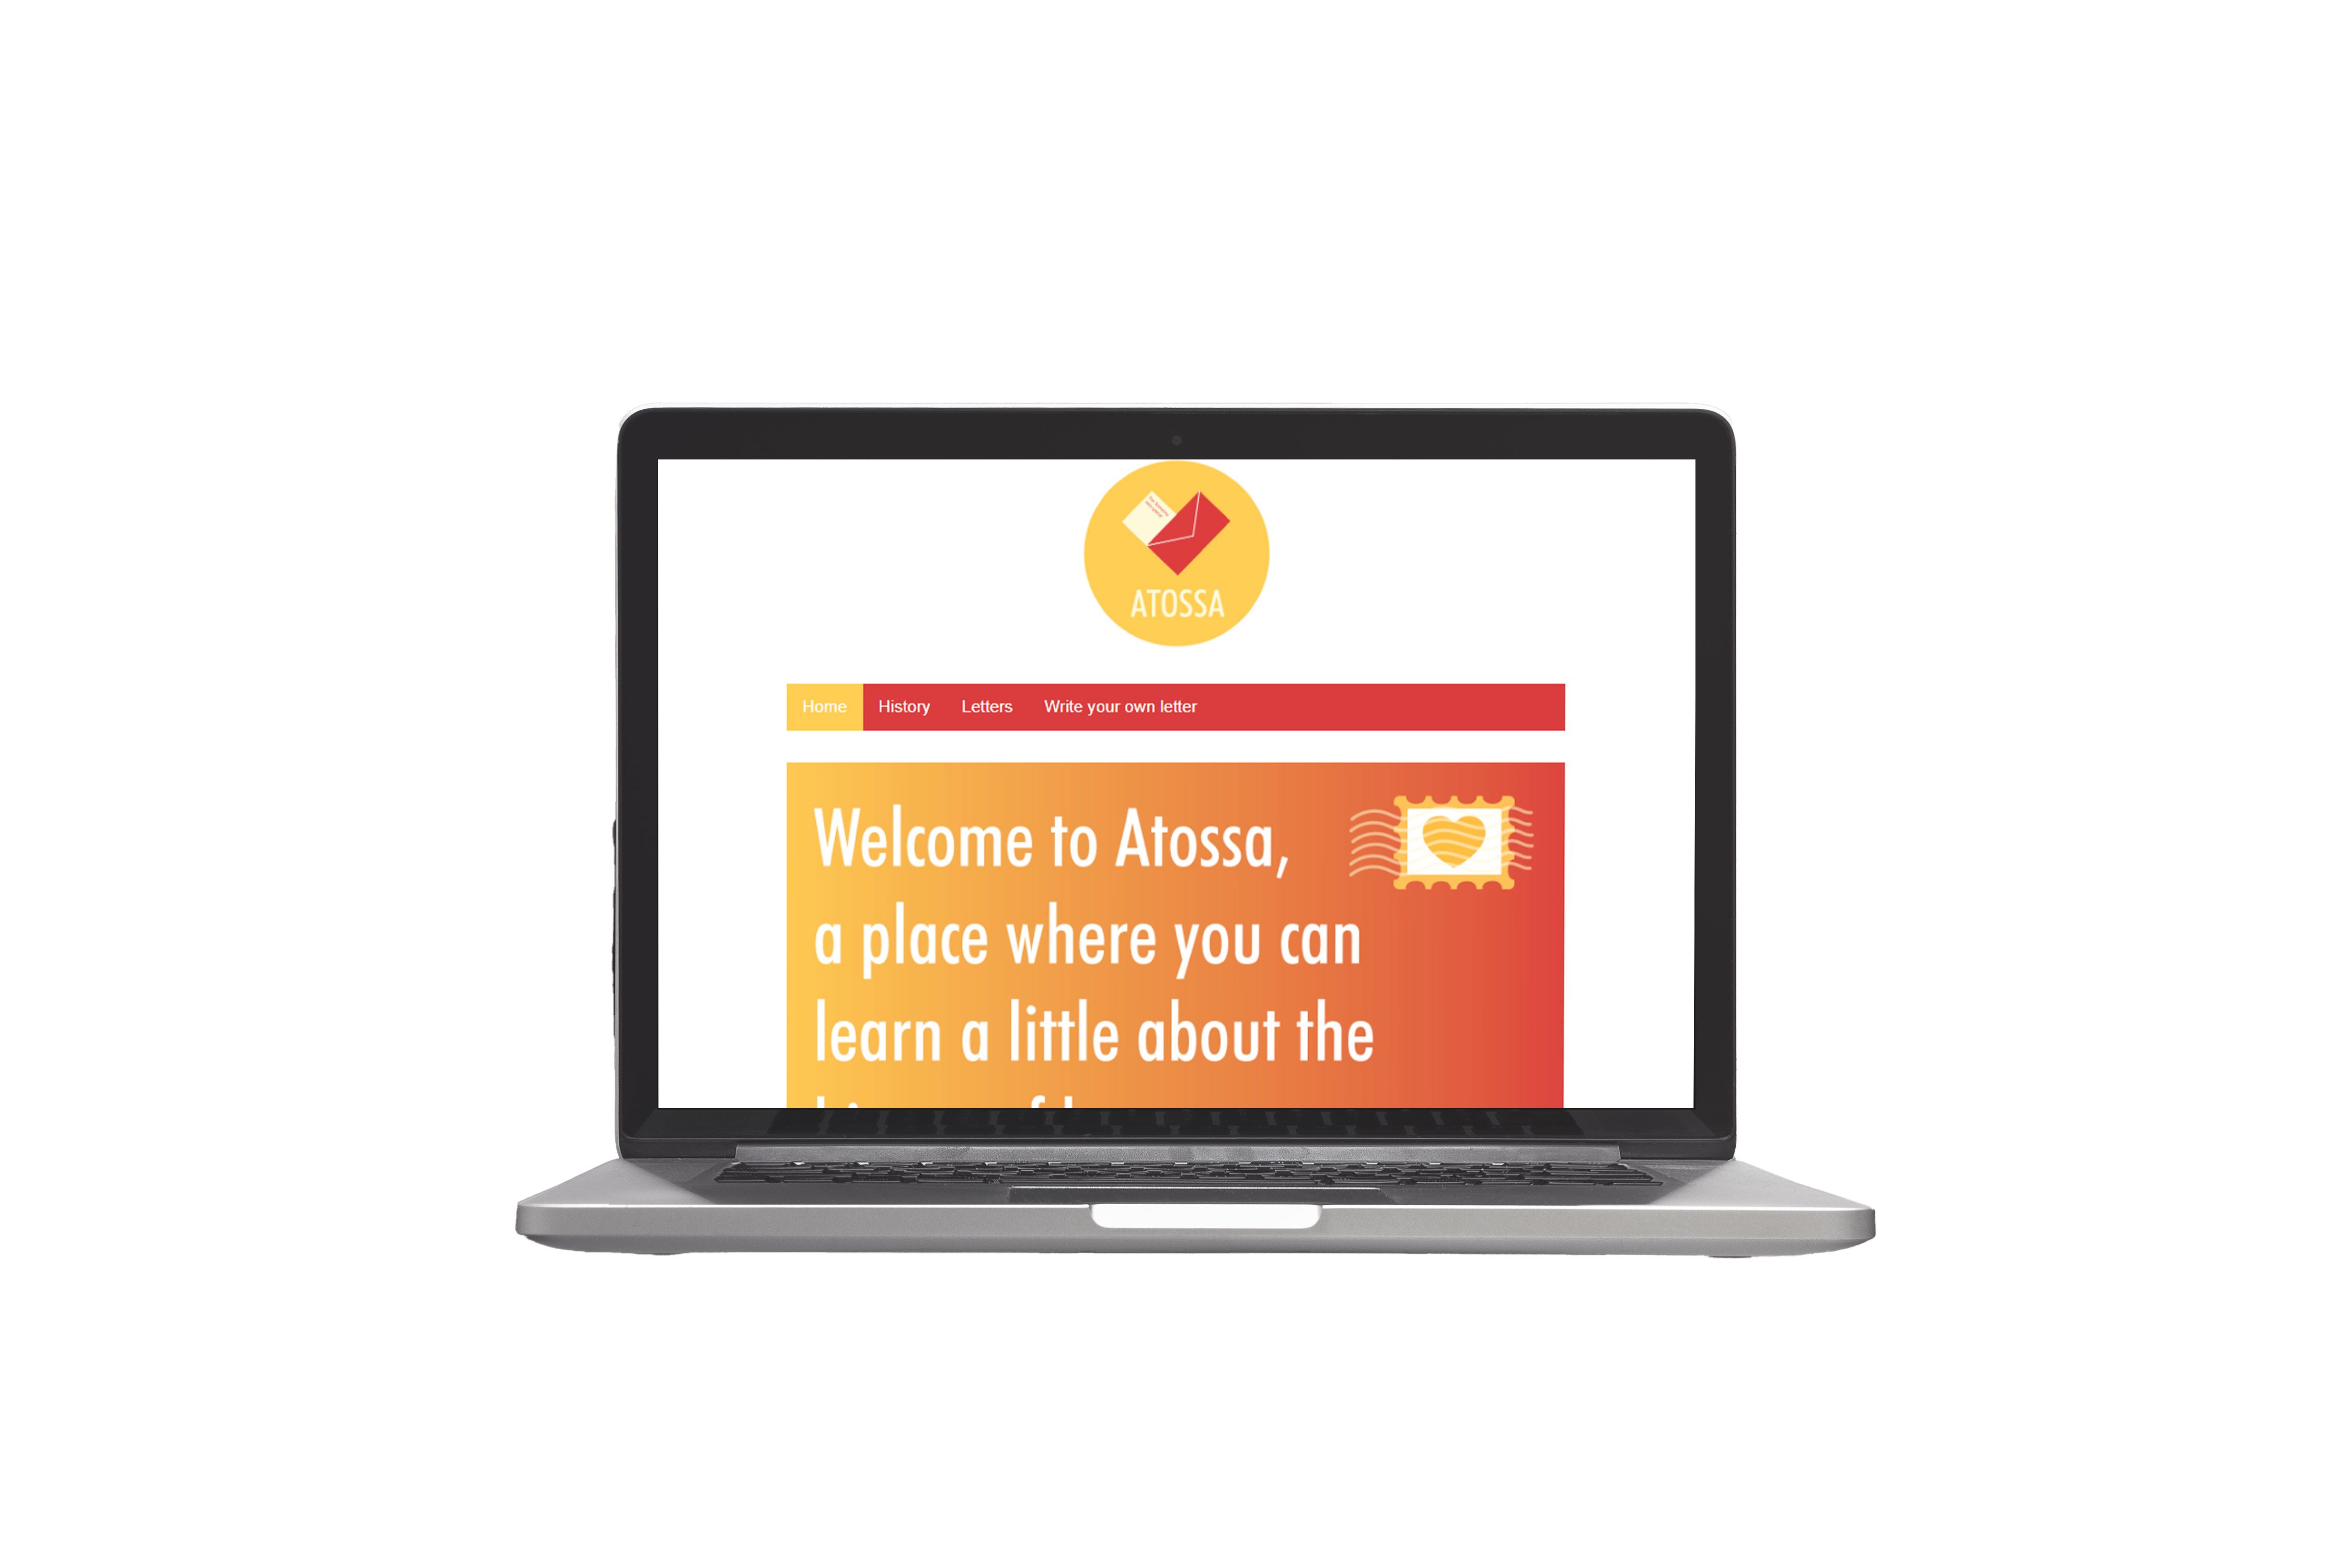 ATOSSA
Home History Letters Write your own letter
Welcome to Atossa,
a place where you can
learn a little about the